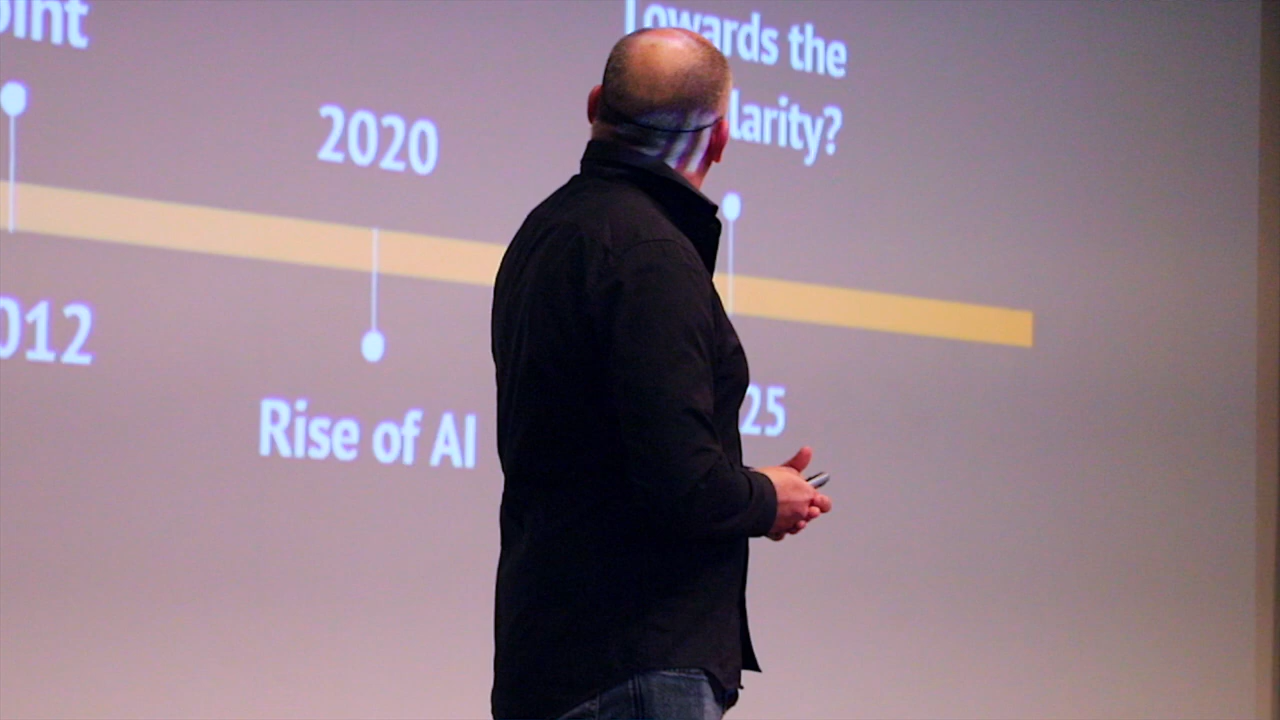 oint
Towards the
larity?
2020
012
Rise of AI
25